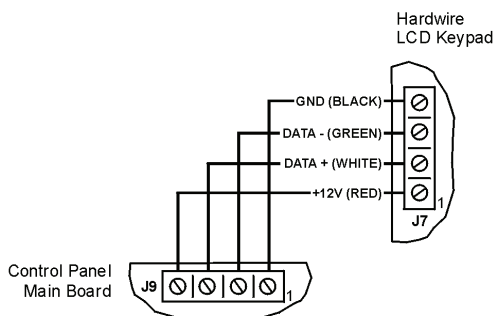 Hardwire
LCD Keypad
GND (BLACK)
DATA - (GREEN)
DATA + (WHITE)
+12V (RED)
1
J7
Control Panel
Main Board
J9
1